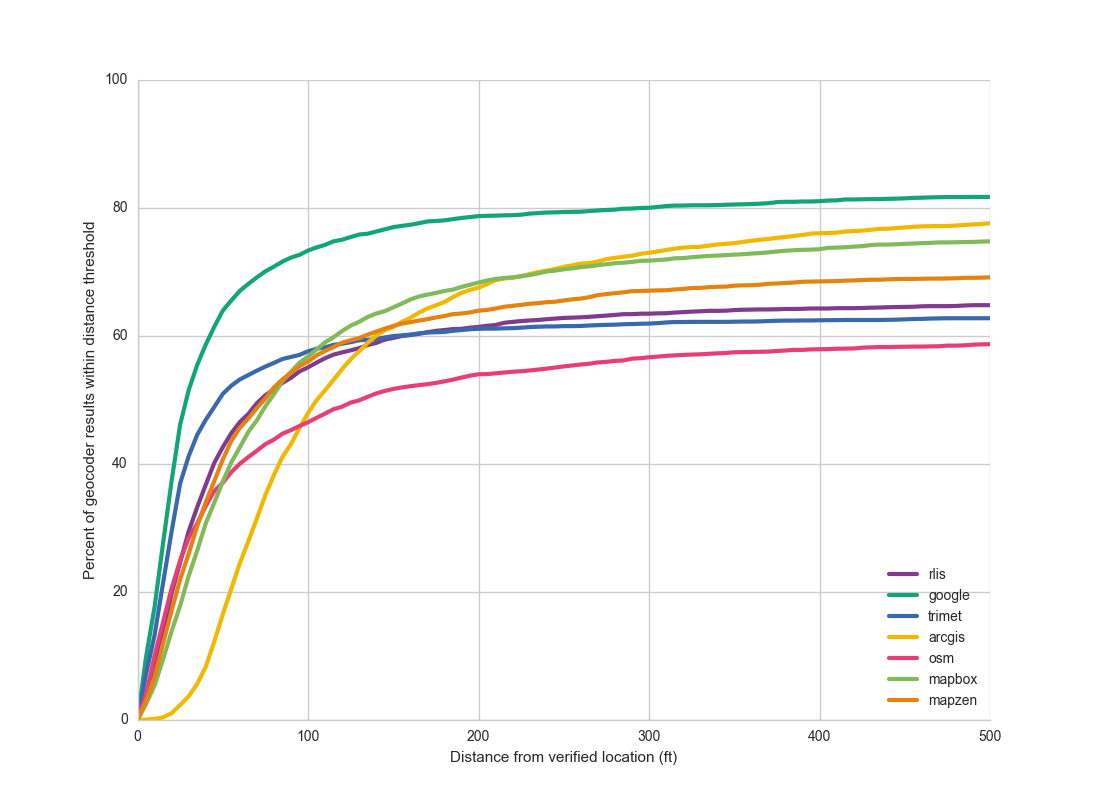 100
80
60
40
20
0
Percent of geocoder results within distance threshold
rlis
google
trimet
arcgis
osm
mapbox
mapzen
0 100 200 300 400 500
Distance from verified location (ft)